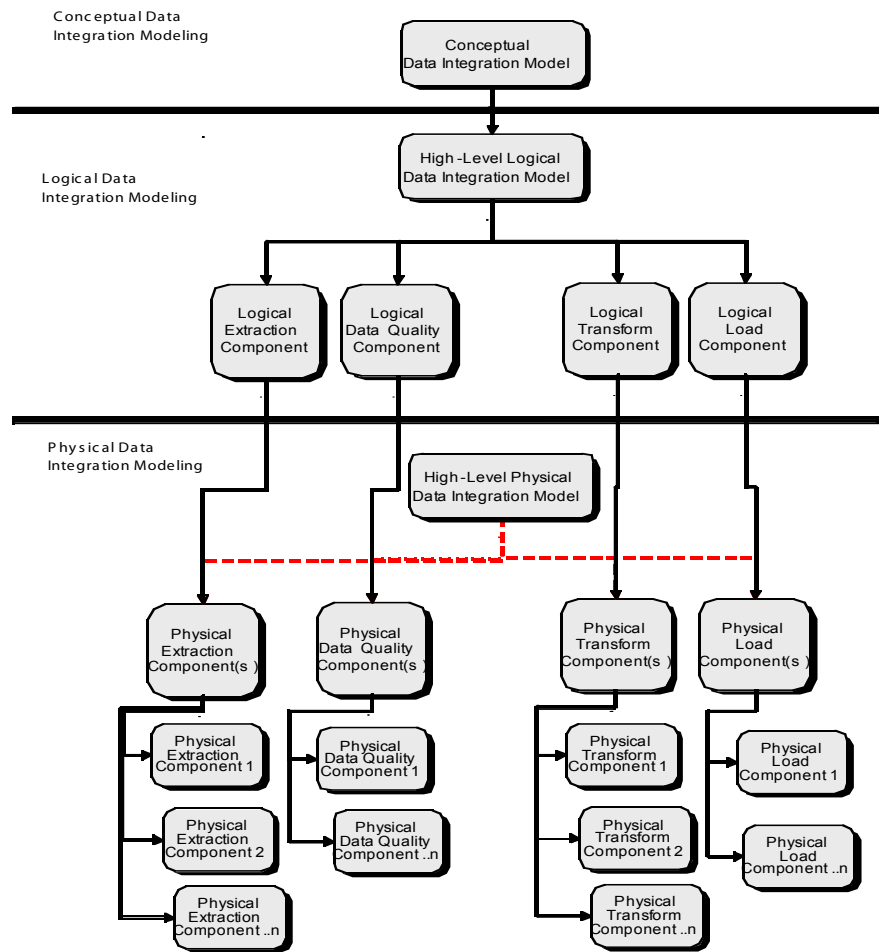 Conceptual Data
Integration Modeling
Conceptual
Data Integration Model
Logical Data
Integration Modeling
High-Level Logical
Data Integration Model
Logical
Extraction
Component
Logical
Data Quality
Component
Logical
Transform
Component
Logical
Load
Component
Physical Data
Integration Modeling
High-Level Physical
Data Integration Model
Physical
Extraction
Component(s )
Physical
Data Quality
Component(s )
Physical
Transform
Component(s )
Physical
Load
Component(s )
Physical
Extraction
Component 1
Physical
Extraction
Component 2
Physical
Extraction
Component ..n
Physical
Data Quality
Component 1
Physical
Data Quality
Component ..n
Physical
Transform
Component 1
Physical
Transform
Component 2
Physical
Transform
Component ..n
Physical
Load
Component 1
Physical
Load
Component ..n